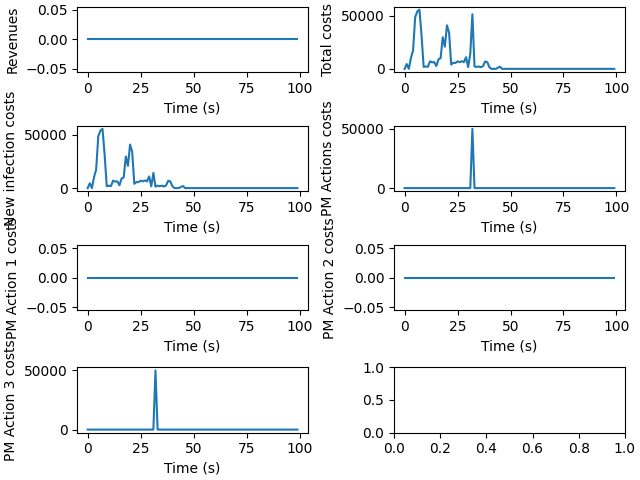 Revenues
0.05
0.00
−0.05
0 25 50 75 100
Time (s)
Total costs
50000
0
0 25 50 75 100
Time (s)
New infection costs
50000
0
0 25 50 75 100
Time (s)
PM Actions costs
50000
0
0 25 50 75 100
Time (s)
PM Action 1 costs
0.05
0.00
−0.05
0 25 50 75 100
Time (s)
PM Action 2 costs
0.05
0.00
−0.05
0 25 50 75 100
Time (s)
PM Action 3 costs
50000
0
0 25 50 75 100
Time (s)
1.0
0.5
0.0
0.0 0.2 0.4 0.6 0.8 1.0